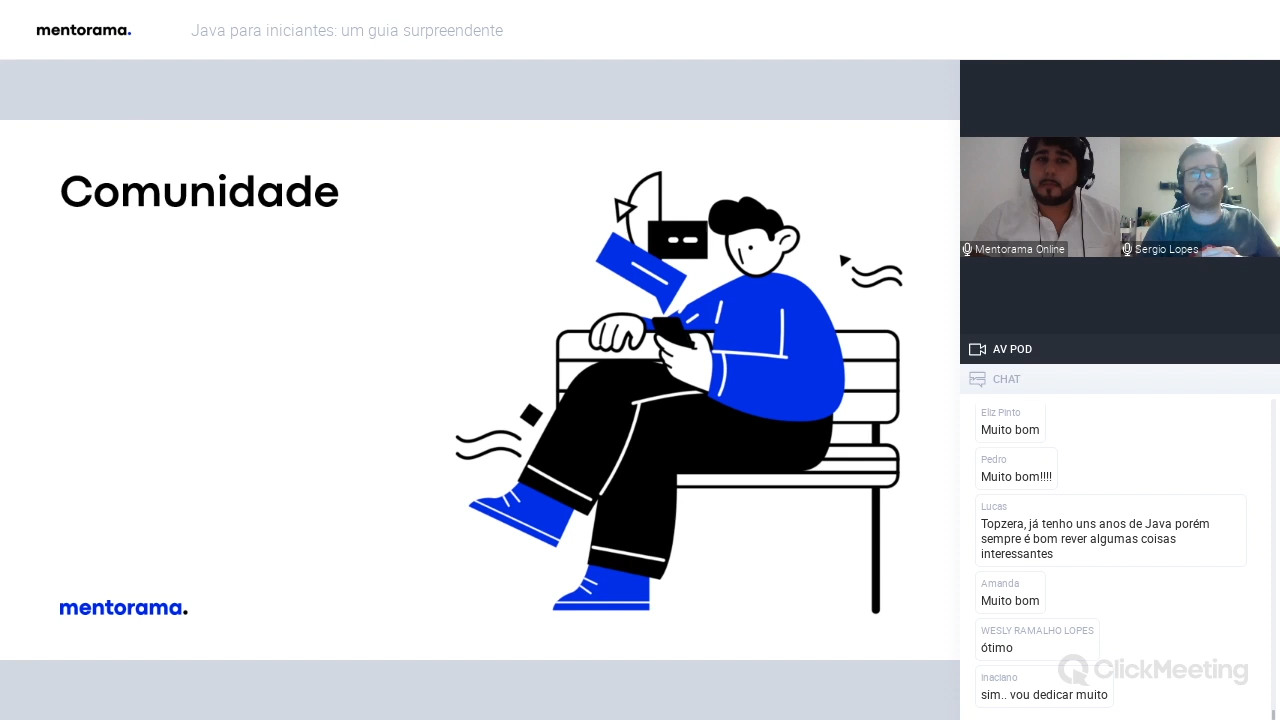 mentorama.
Java para iniciantes: um guia surpreendente
Comunidade
mentorama.
Mentorama Online
Sergio Lopes
AV POD
CHAT
Eliz Pinto
Muito bom
Pedro
Muito bom!!!!
Lucas
Topzera, já tenho uns anos de Java porém
sempre é bom rever algumas coisas
interessantes
Amanda
Muito bom
WESLY RAMALHO LOPES
ótimo
ClickMeeting
Inaciano
sim.. vou dedicar muito